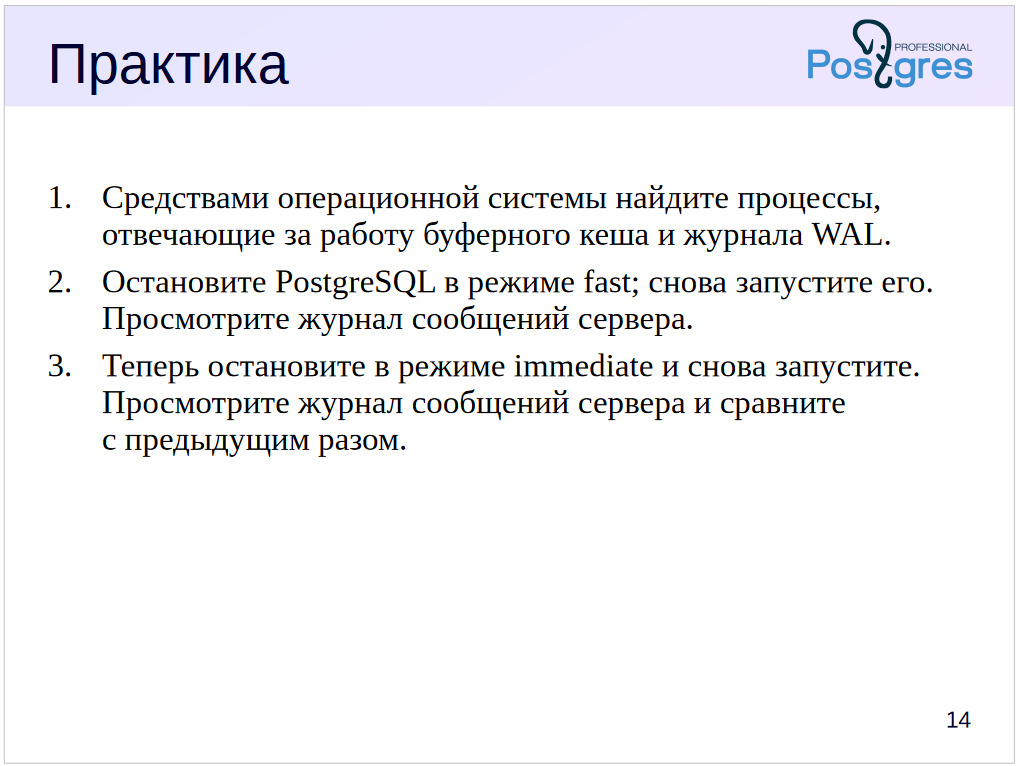 Практика
PROFESSIONAL
Postgres
1. Средствами операционной системы найдите процессы,
отвечающие за работу буферного кеша и журнала WAL.
2. Остановите PostgreSQL в режиме fast; снова запустите его.
Просмотрите журнал сообщений сервера.
3. Теперь остановите в режиме immediate и снова запустите.
Просмотрите журнал сообщений сервера и сравните
с предыдущим разом.
14